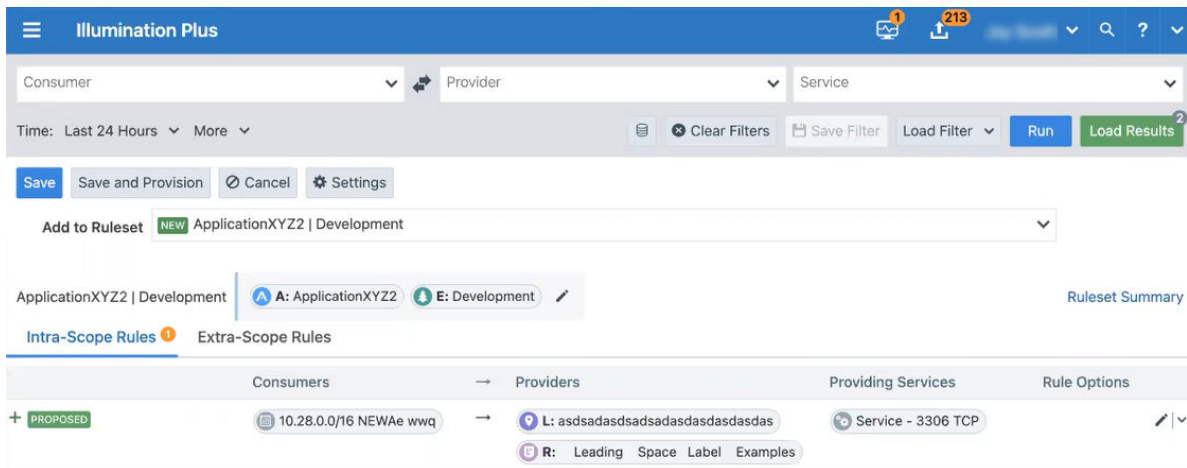 Illumination Plus 1 213 ?
Consumer Provider Service
Time: Last 24 Hours More Clear Filters Save Filter Load Filter Run Load Results 2
Save Save and Provision Cancel Settings
Add to Ruleset NEW ApplicationXYZ2 | Development
ApplicationXYZ2 | Development A: ApplicationXYZ2 E: Development Ruleset Summary
Intra-Scope Rules 1 Extra-Scope Rules
Consumers → Providers Providing Services Rule Options
+ PROPOSED 10.28.0.0/16 NEWAe wwq → L: asdsadasdsadsadasdasdasdasdas Service - 3306 TCP
R: Leading Space Label Examples